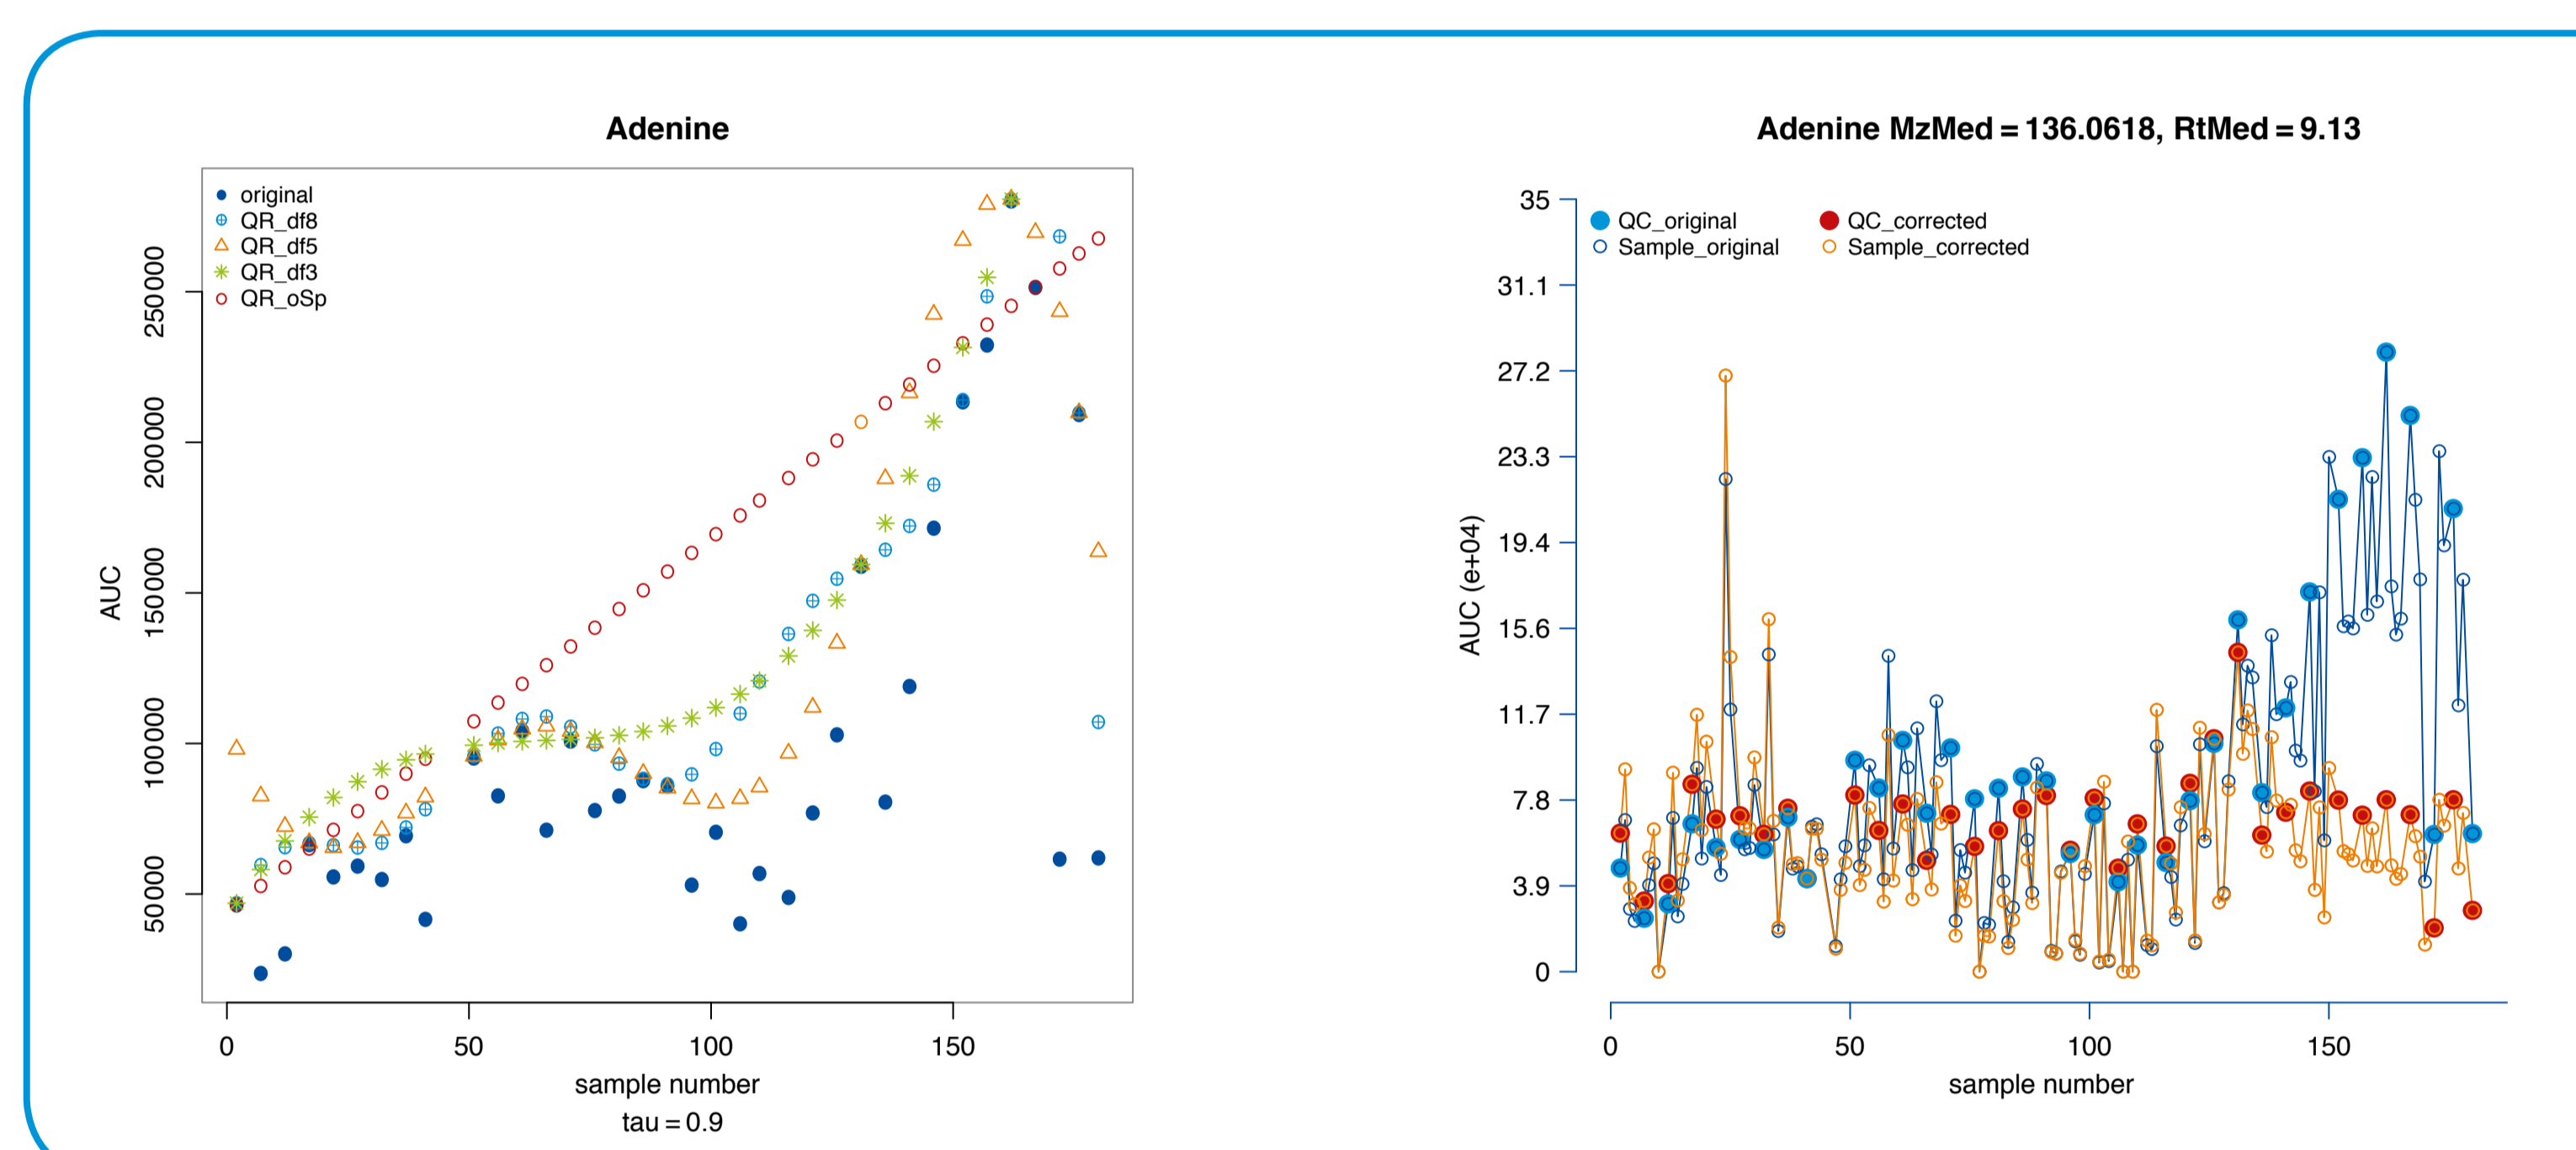 Adenine
original
QR_df8
QR_df5
QR_df3
QR_oSp
AUC
250000
200000
150000
100000
50000
0 50 100 150
sample number
tau = 0.9
Adenine MzMed = 136.0618, RtMed = 9.13
QC_original QC_corrected
Sample_original Sample_corrected
AUC (e+04)
35
31.1
27.2
23.3
19.4
15.6
11.7
7.8
3.9
0
0 50 100 150
sample number